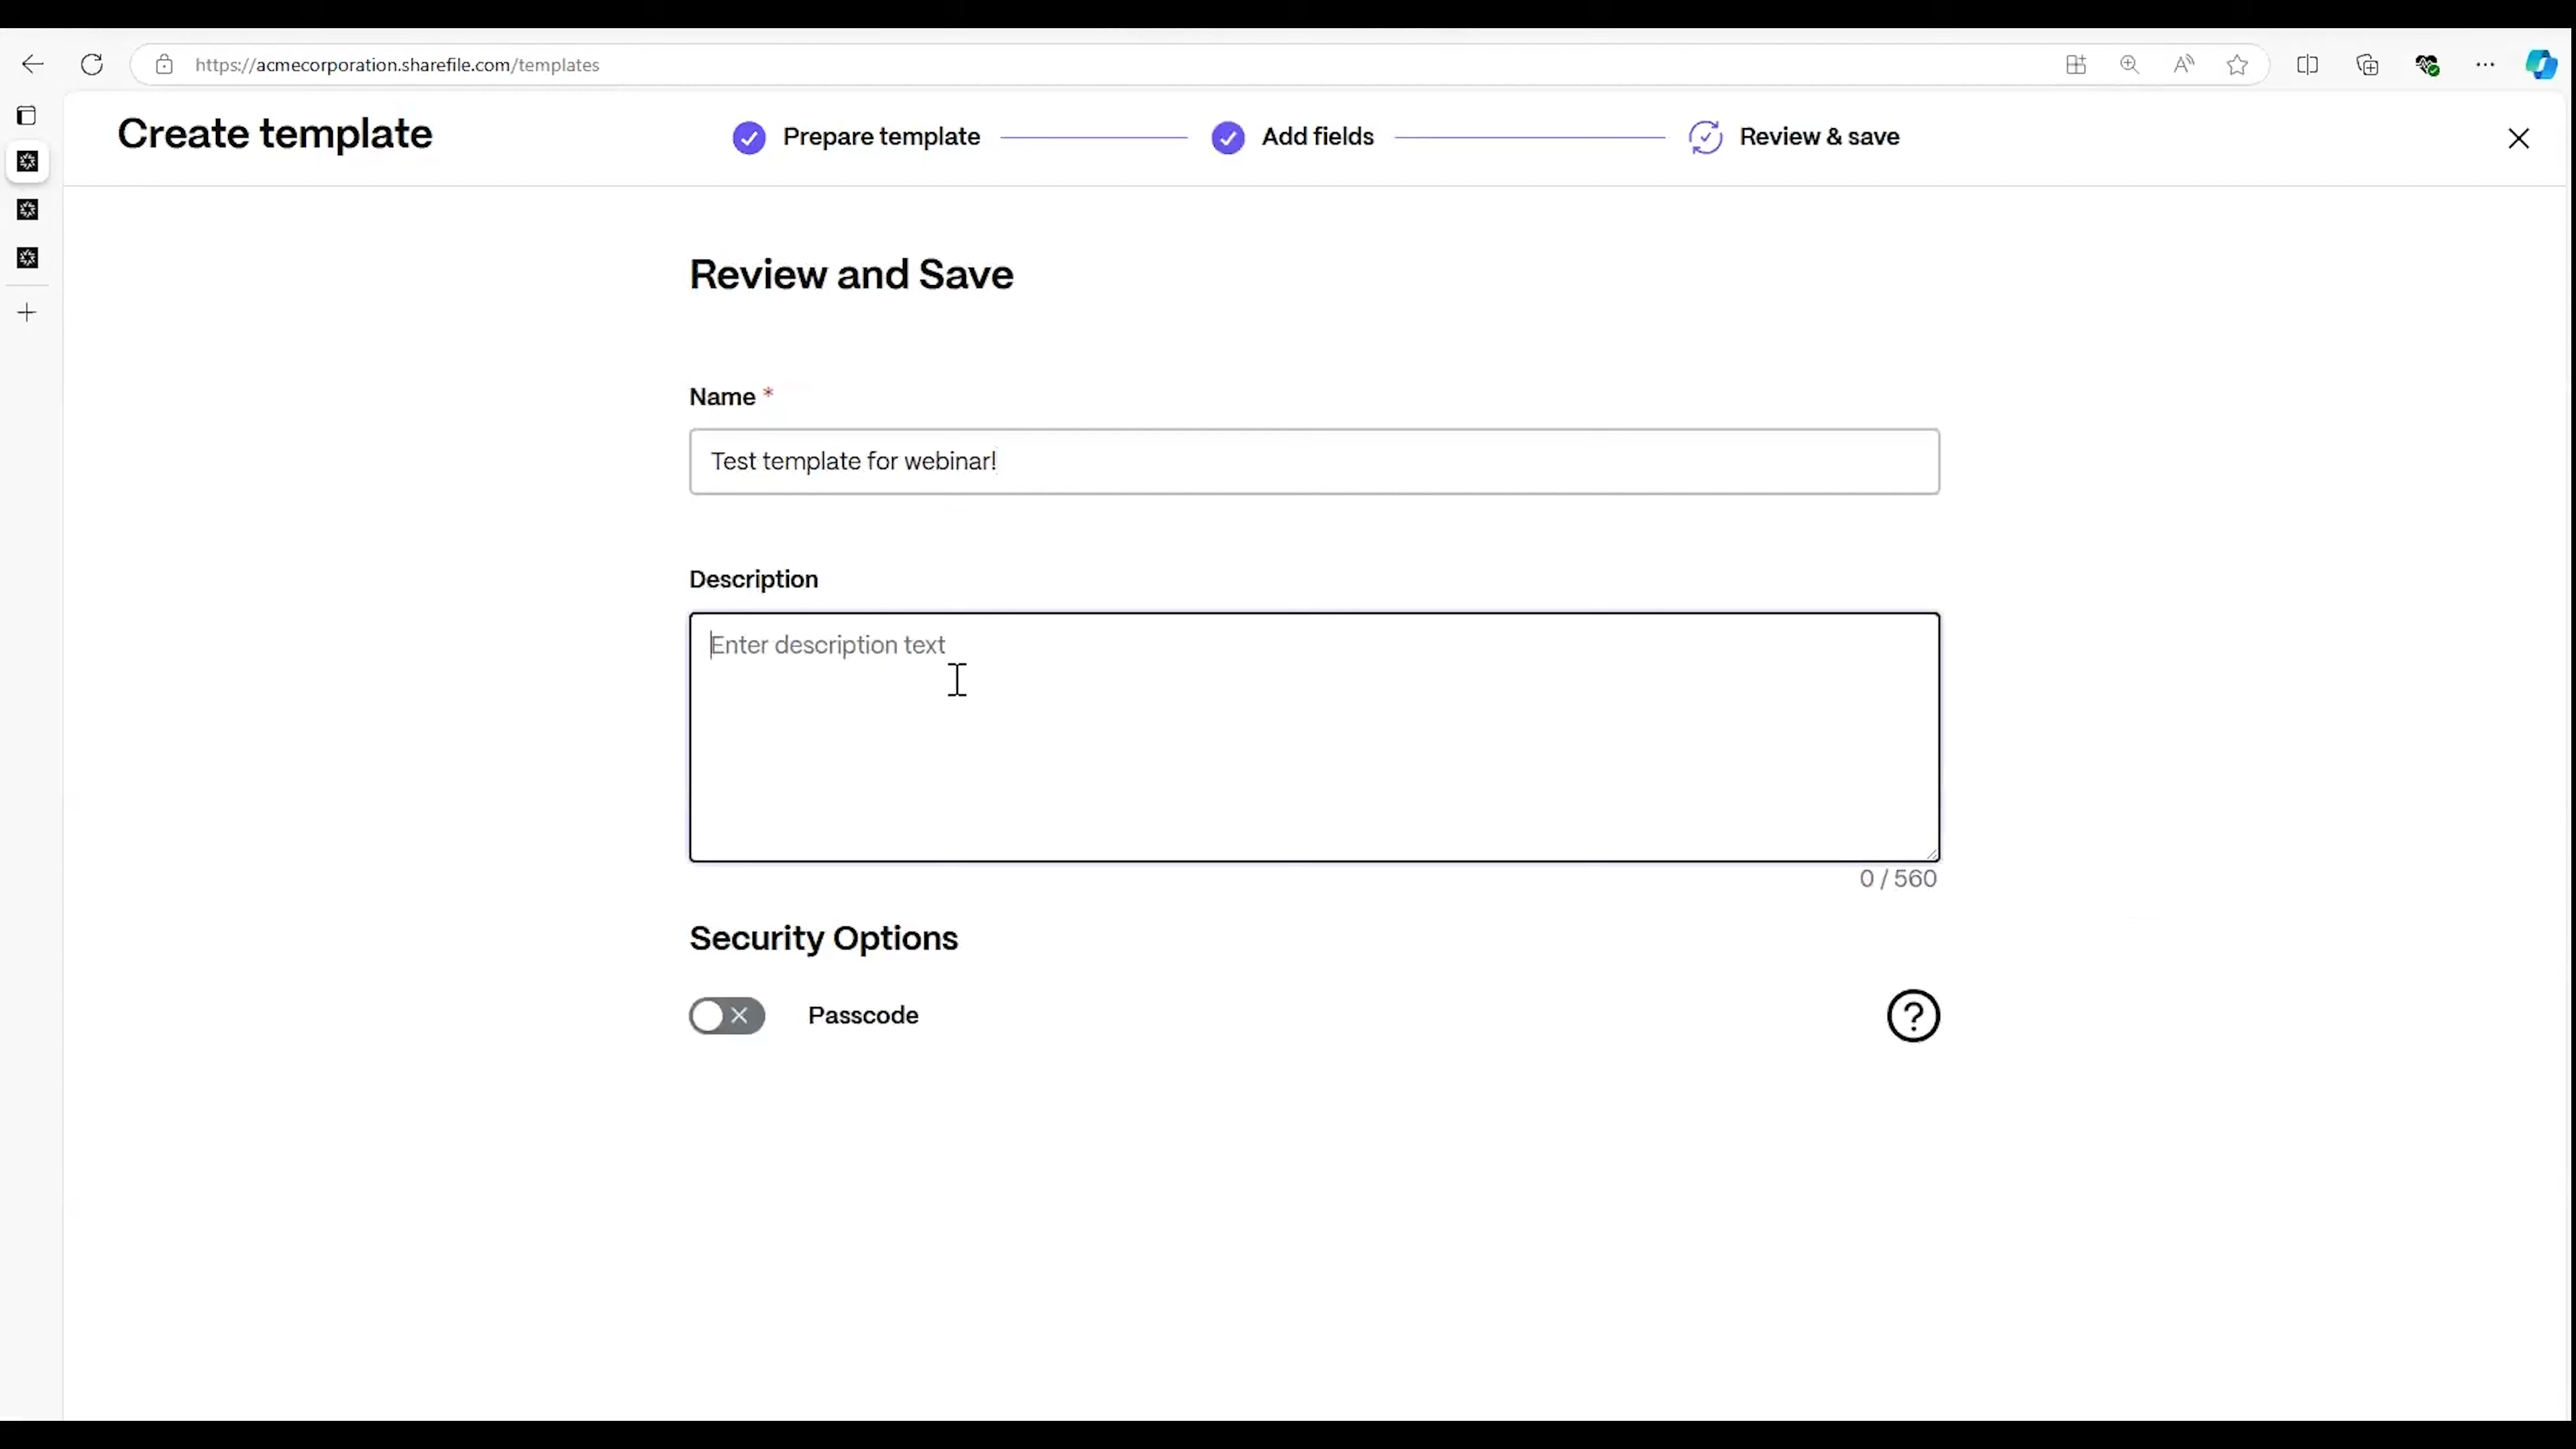 https://acmecorporation.sharefile.com/templates
Create template
Prepare template
Add fields
Review & save
Review and Save
Name *
Test template for webinar!
Description
Enter description text
0 / 560
Security Options
Passcode